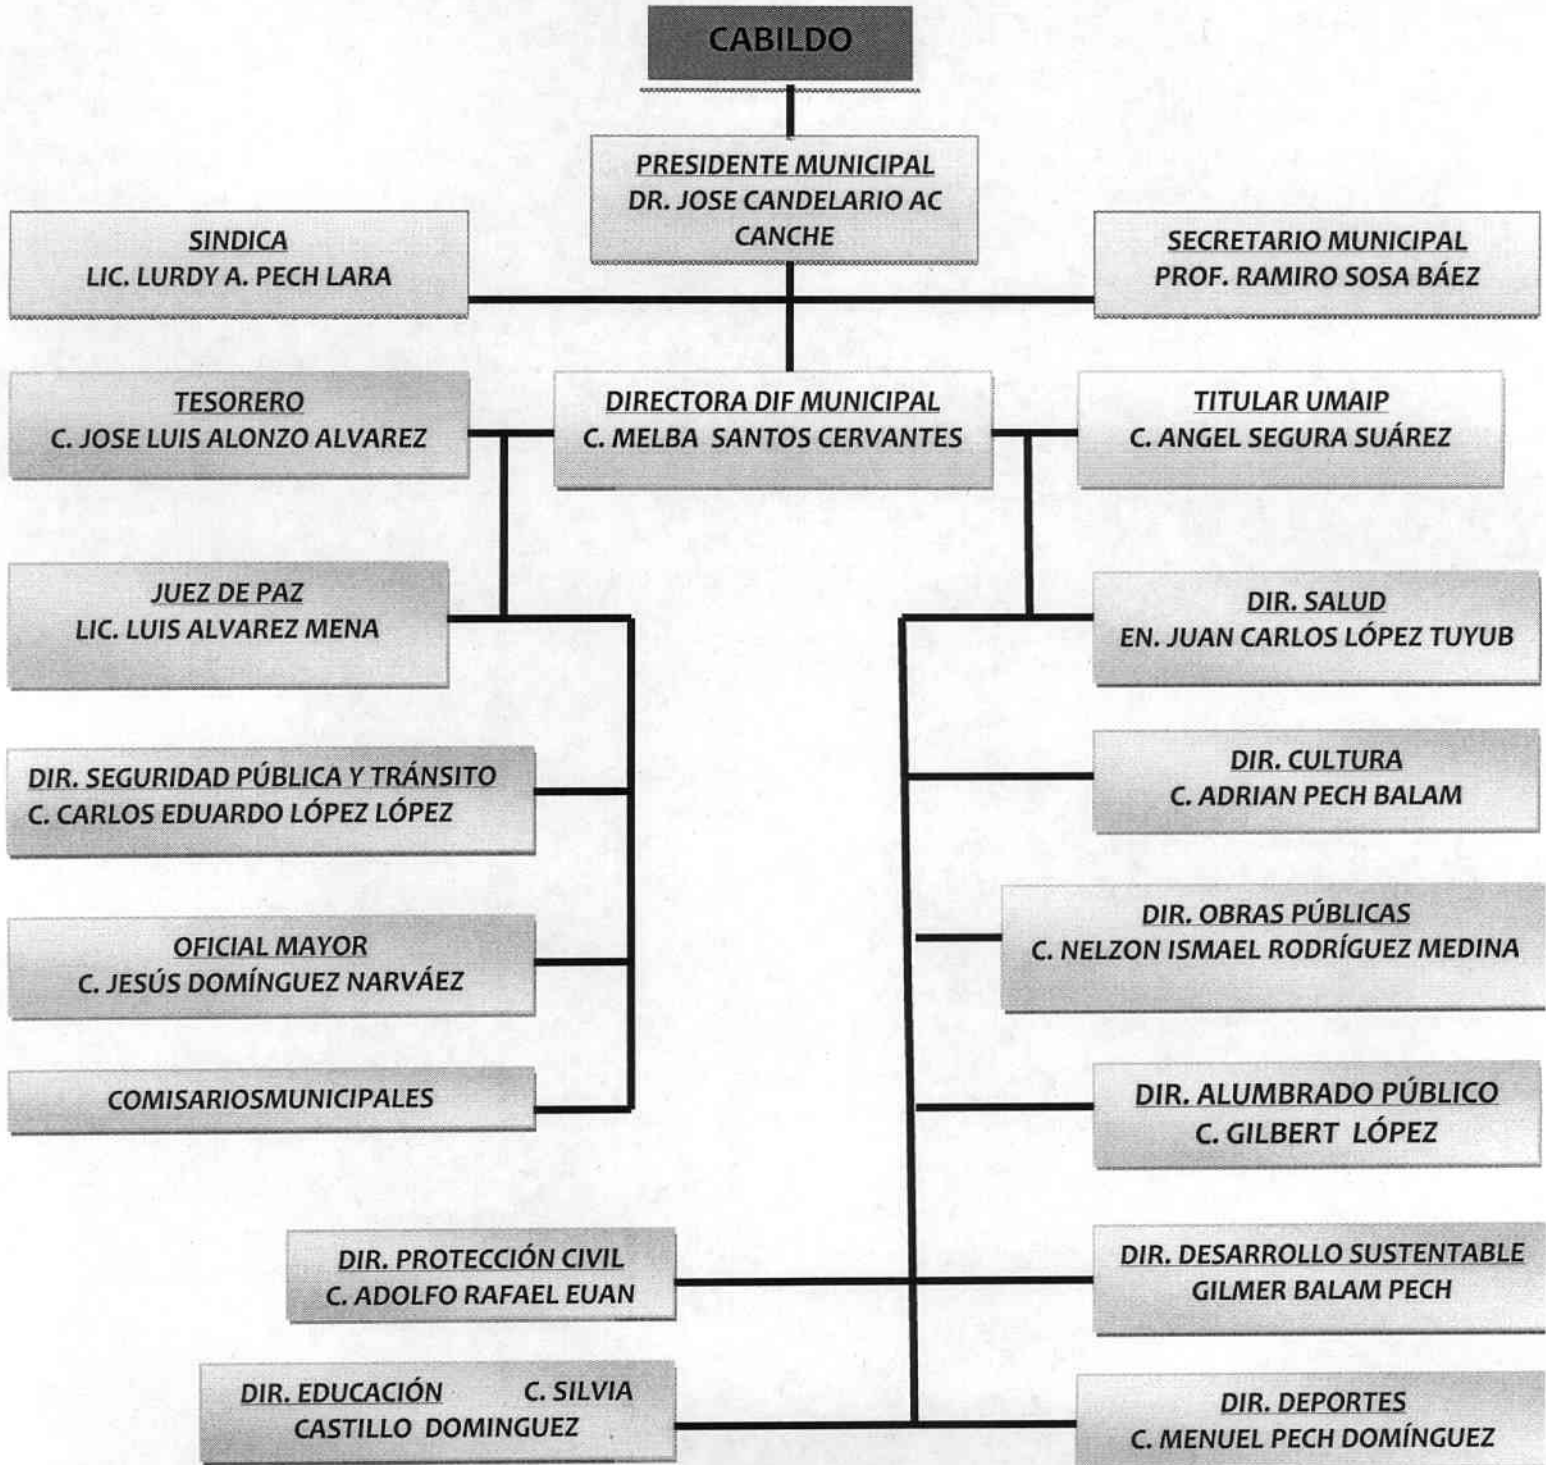 CABILDO
PRESIDENTE MUNICIPAL
DR. JOSE CANDELARIO AC
CANCHE
SINDICA
LIC. LURDY A. PECH LARA
SECRETARIO MUNICIPAL
PROF. RAMIRO SOSA BÁEZ
TESORERO
C. JOSE LUIS ALONZO ALVAREZ
DIRECTORA DIF MUNICIPAL
C. MELBA SANTOS CERVANTES
TITULAR UMAIP
C. ANGEL SEGURA SUÁREZ
JUEZ DE PAZ
LIC. LUIS ALVAREZ MENA
DIR. SALUD
EN. JUAN CARLOS LÓPEZ TUYUB
DIR. SEGURIDAD PÚBLICA Y TRÁNSITO
C. CARLOS EDUARDO LÓPEZ LÓPEZ
DIR. CULTURA
C. ADRIAN PECH BALAM
OFICIAL MAYOR
C. JESÚS DOMÍNGUEZ NARVÁEZ
DIR. OBRAS PÚBLICAS
C. NELZON ISMAEL RODRÍGUEZ MEDINA
COMISARIOSMUNICIPALES
DIR. ALUMBRADO PÚBLICO
C. GILBERT LÓPEZ
DIR. PROTECCIÓN CIVIL
C. ADOLFO RAFAEL EUAN
DIR. DESARROLLO SUSTENTABLE
GILMER BALAM PECH
DIR. EDUCACIÓN C. SILVIA
CASTILLO DOMINGUEZ
DIR. DEPORTES
C. MENUEL PECH DOMÍNGUEZ